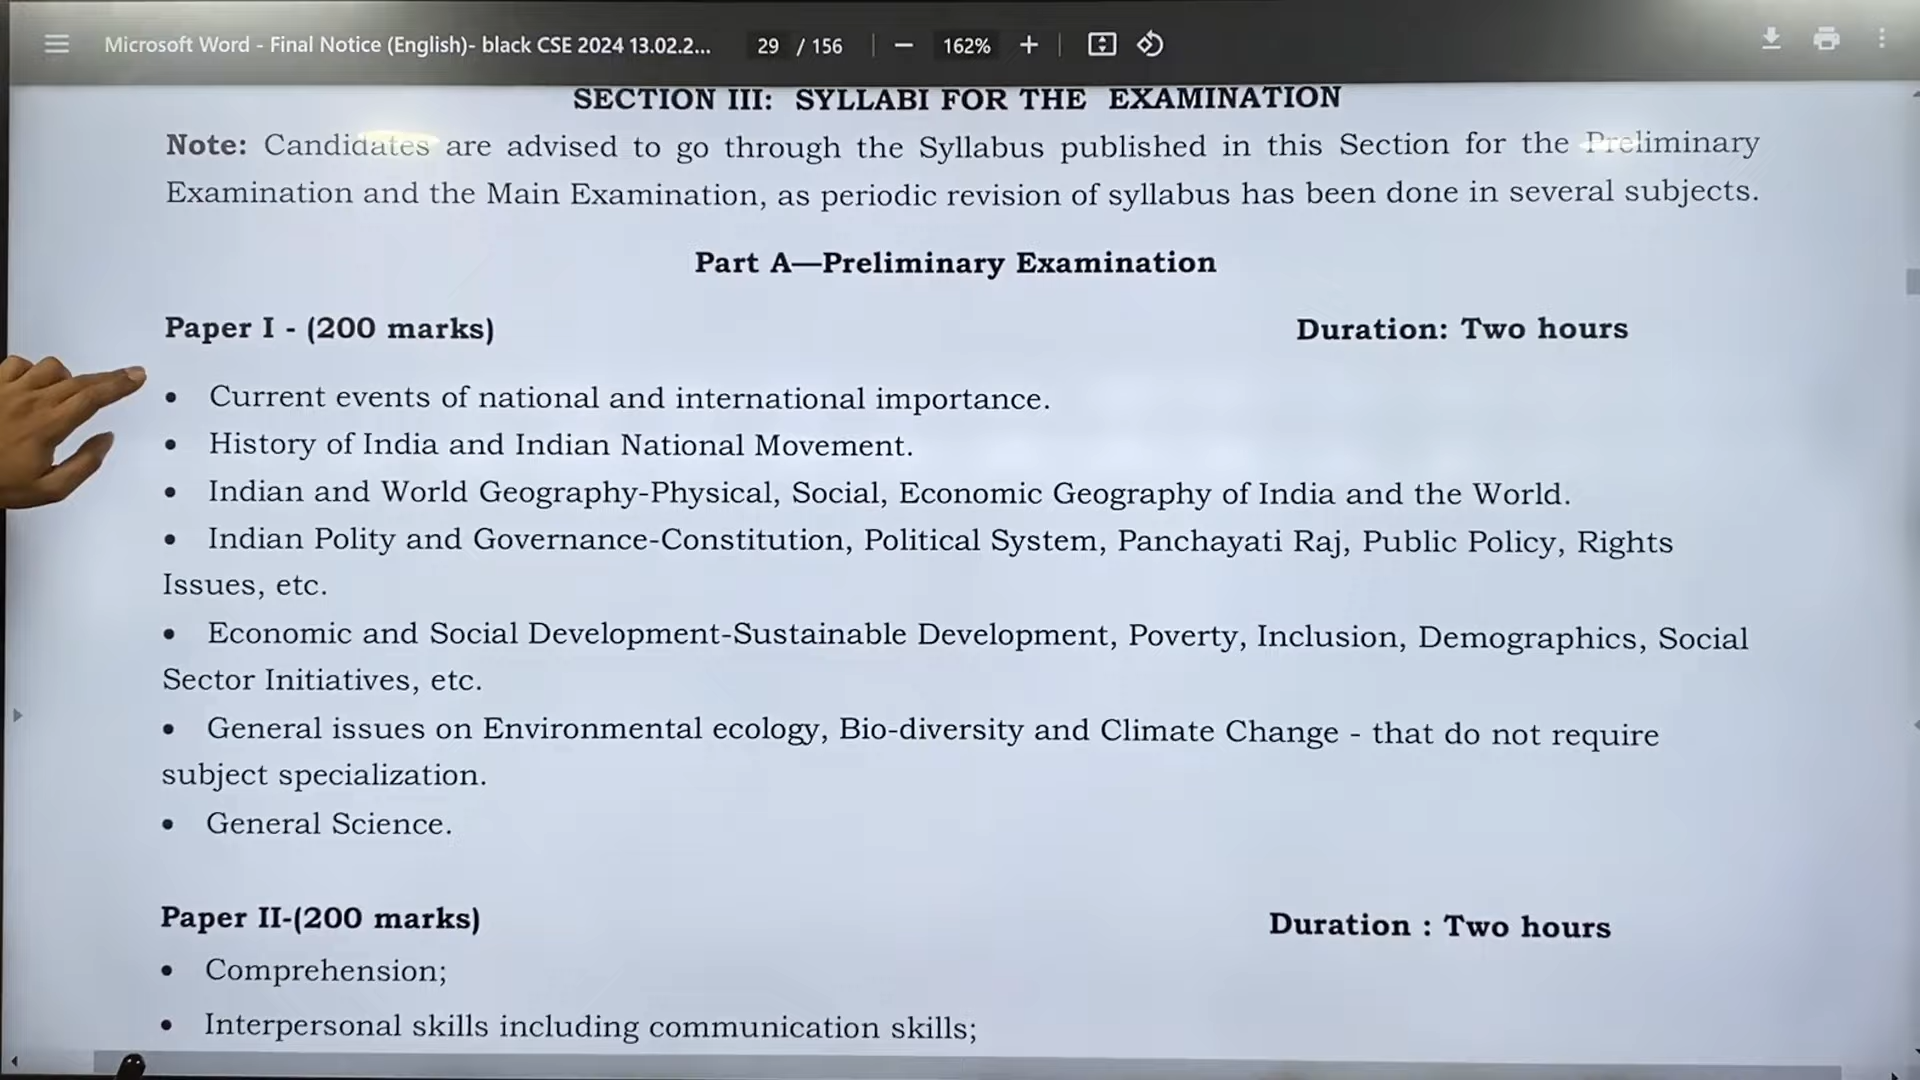 Microsoft Word - Final Notice (English)- black CSE 2024 13.02.2... 29 / 156 162%
SECTION III: SYLLABI FOR THE EXAMINATION
Note: Candidates are advised to go through the Syllabus published in this Section for the Preliminary
Examination and the Main Examination, as periodic revision of syllabus has been done in several subjects.
Part A—Preliminary Examination
Paper I - (200 marks) Duration: Two hours
• Current events of national and international importance.
• History of India and Indian National Movement.
• Indian and World Geography-Physical, Social, Economic Geography of India and the World.
• Indian Polity and Governance-Constitution, Political System, Panchayati Raj, Public Policy, Rights
Issues, etc.
• Economic and Social Development-Sustainable Development, Poverty, Inclusion, Demographics, Social
Sector Initiatives, etc.
• General issues on Environmental ecology, Bio-diversity and Climate Change - that do not require
subject specialization.
• General Science.
Paper II-(200 marks) Duration : Two hours
• Comprehension;
• Interpersonal skills including communication skills;